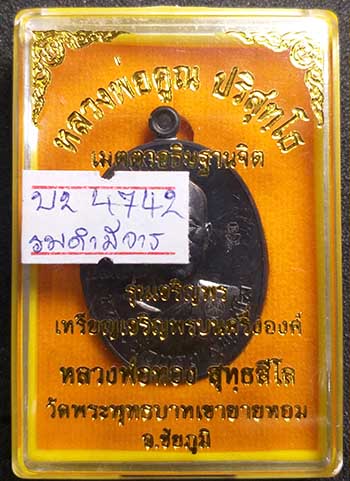 หลวงพ่อคูณ ปริสุทโธ
เมตตาอธิษฐานจิต
บ2 4742
รมดำมีจาร
รุ่นเจริญพร
เหรียญเจริญพรบนครึ่งองค์
หลวงพ่อทอง สุทธสีโล
วัดพระพุทธบาทเขายายหอม
จ.ชัยภูมิ